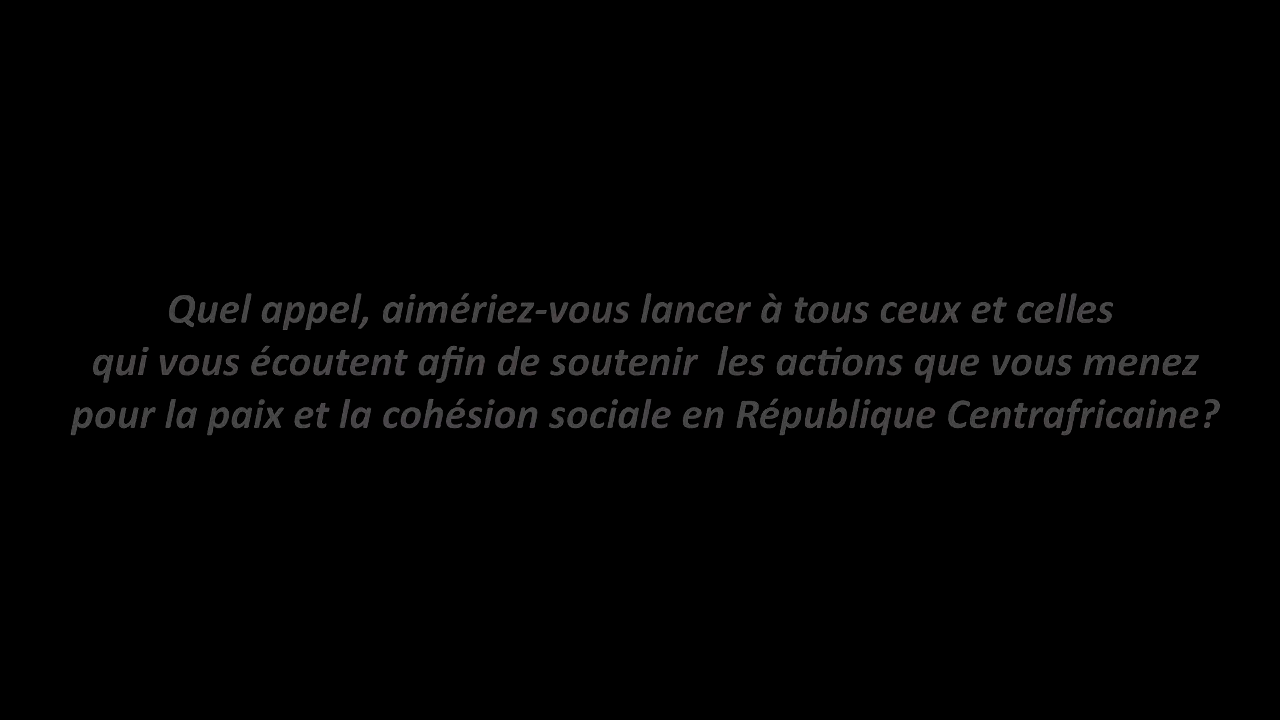 Quel appel, aimériez-vous lancer à tous ceux et celles
qui vous écoutent afin de soutenir  les actions que vous menez
pour la paix et la cohésion sociale en République Centrafricaine?